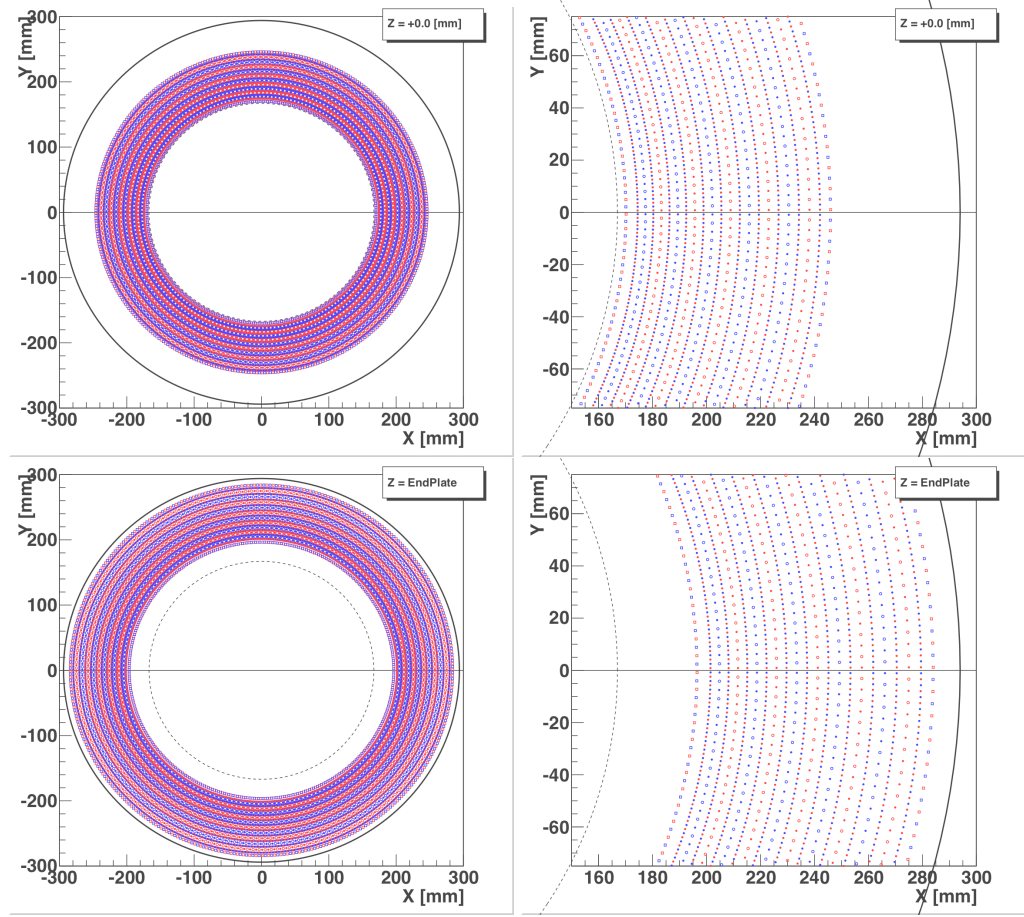 Z = +0.0 [mm]
Y [mm]
300
200
100
0
-100
-200
-300
-300 -200 -100 0 100 200 300
X [mm]
Z = +0.0 [mm]
Y [mm]
60
40
20
0
-20
-40
-60
160 180 200 220 240 260 280 300
X [mm]
Z = EndPlate
Y [mm]
300
200
100
0
-100
-200
-300
-300 -200 -100 0 100 200 300
X [mm]
Z = EndPlate
Y [mm]
60
40
20
0
-20
-40
-60
160 180 200 220 240 260 280 300
X [mm]